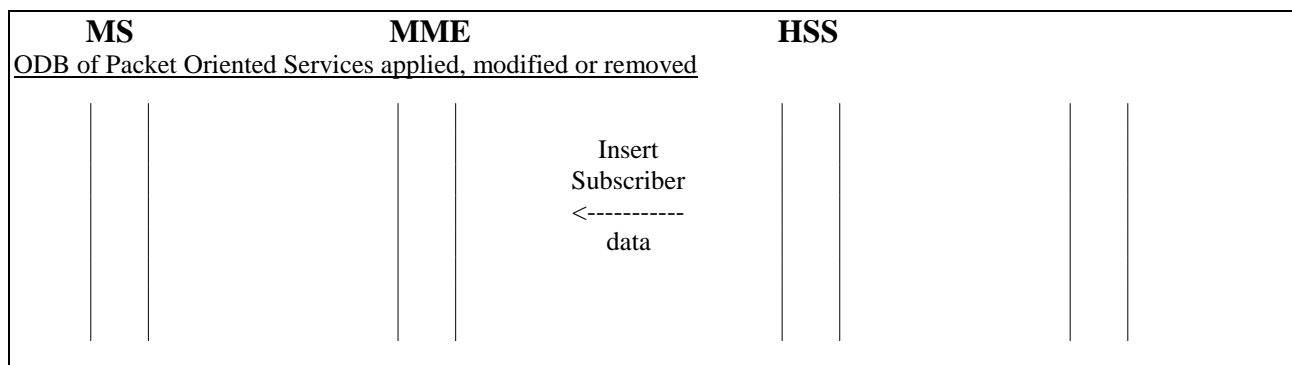 MS MME HSS
ODB of Packet Oriented Services applied, modified or removed
Insert
Subscriber
<-----------
data